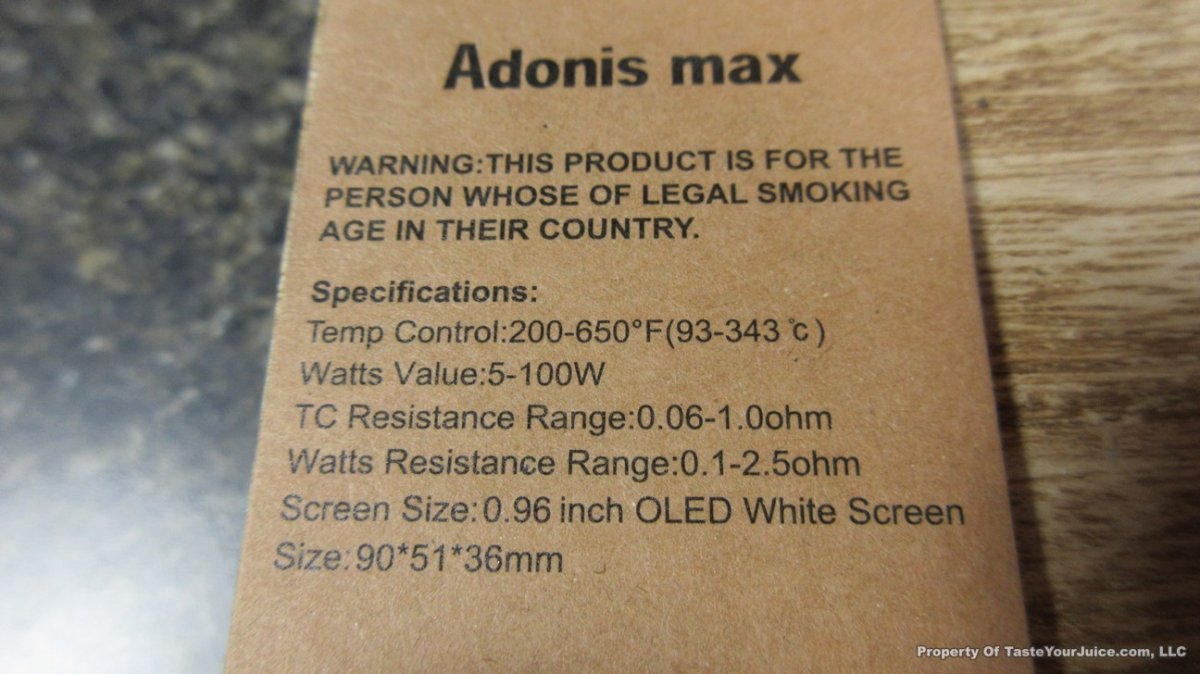 Adonis max
WARNING:THIS PRODUCT IS FOR THE
PERSON WHOSE OF LEGAL SMOKING
AGE IN THEIR COUNTRY.
Specifications:
Temp Control:200-650°F(93-343℃)
Watts Value:5-100W
TC Resistance Range:0.06-1.0ohm
Watts Resistance Range:0.1-2.5ohm
Screen Size:0.96 inch OLED White Screen
Size:90*51*36mm
Property Of TasteYourJuice.com, LLC